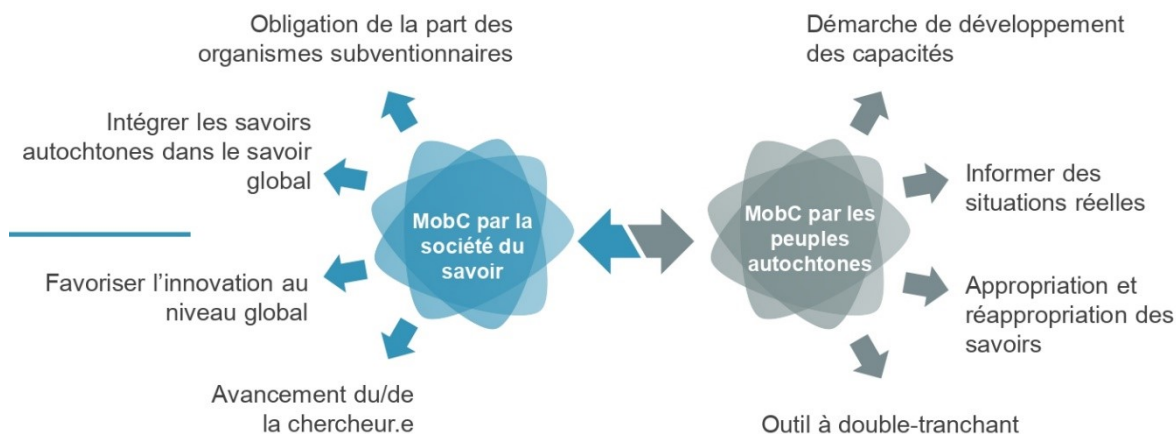 Obligation de la part des
organismes subventionnaires
Intégrer les savoirs
autochtones dans le savoir
global
Favoriser l’innovation au
niveau global
Avancement du/de
la chercheur.e
MobC par la
société du
savoir
MobC par les
peuples
autochtones
Démarche de développement
des capacités
Informer des
situations réelles
Appropriation et
réappropriation des
savoirs
Outil à double-tranchant